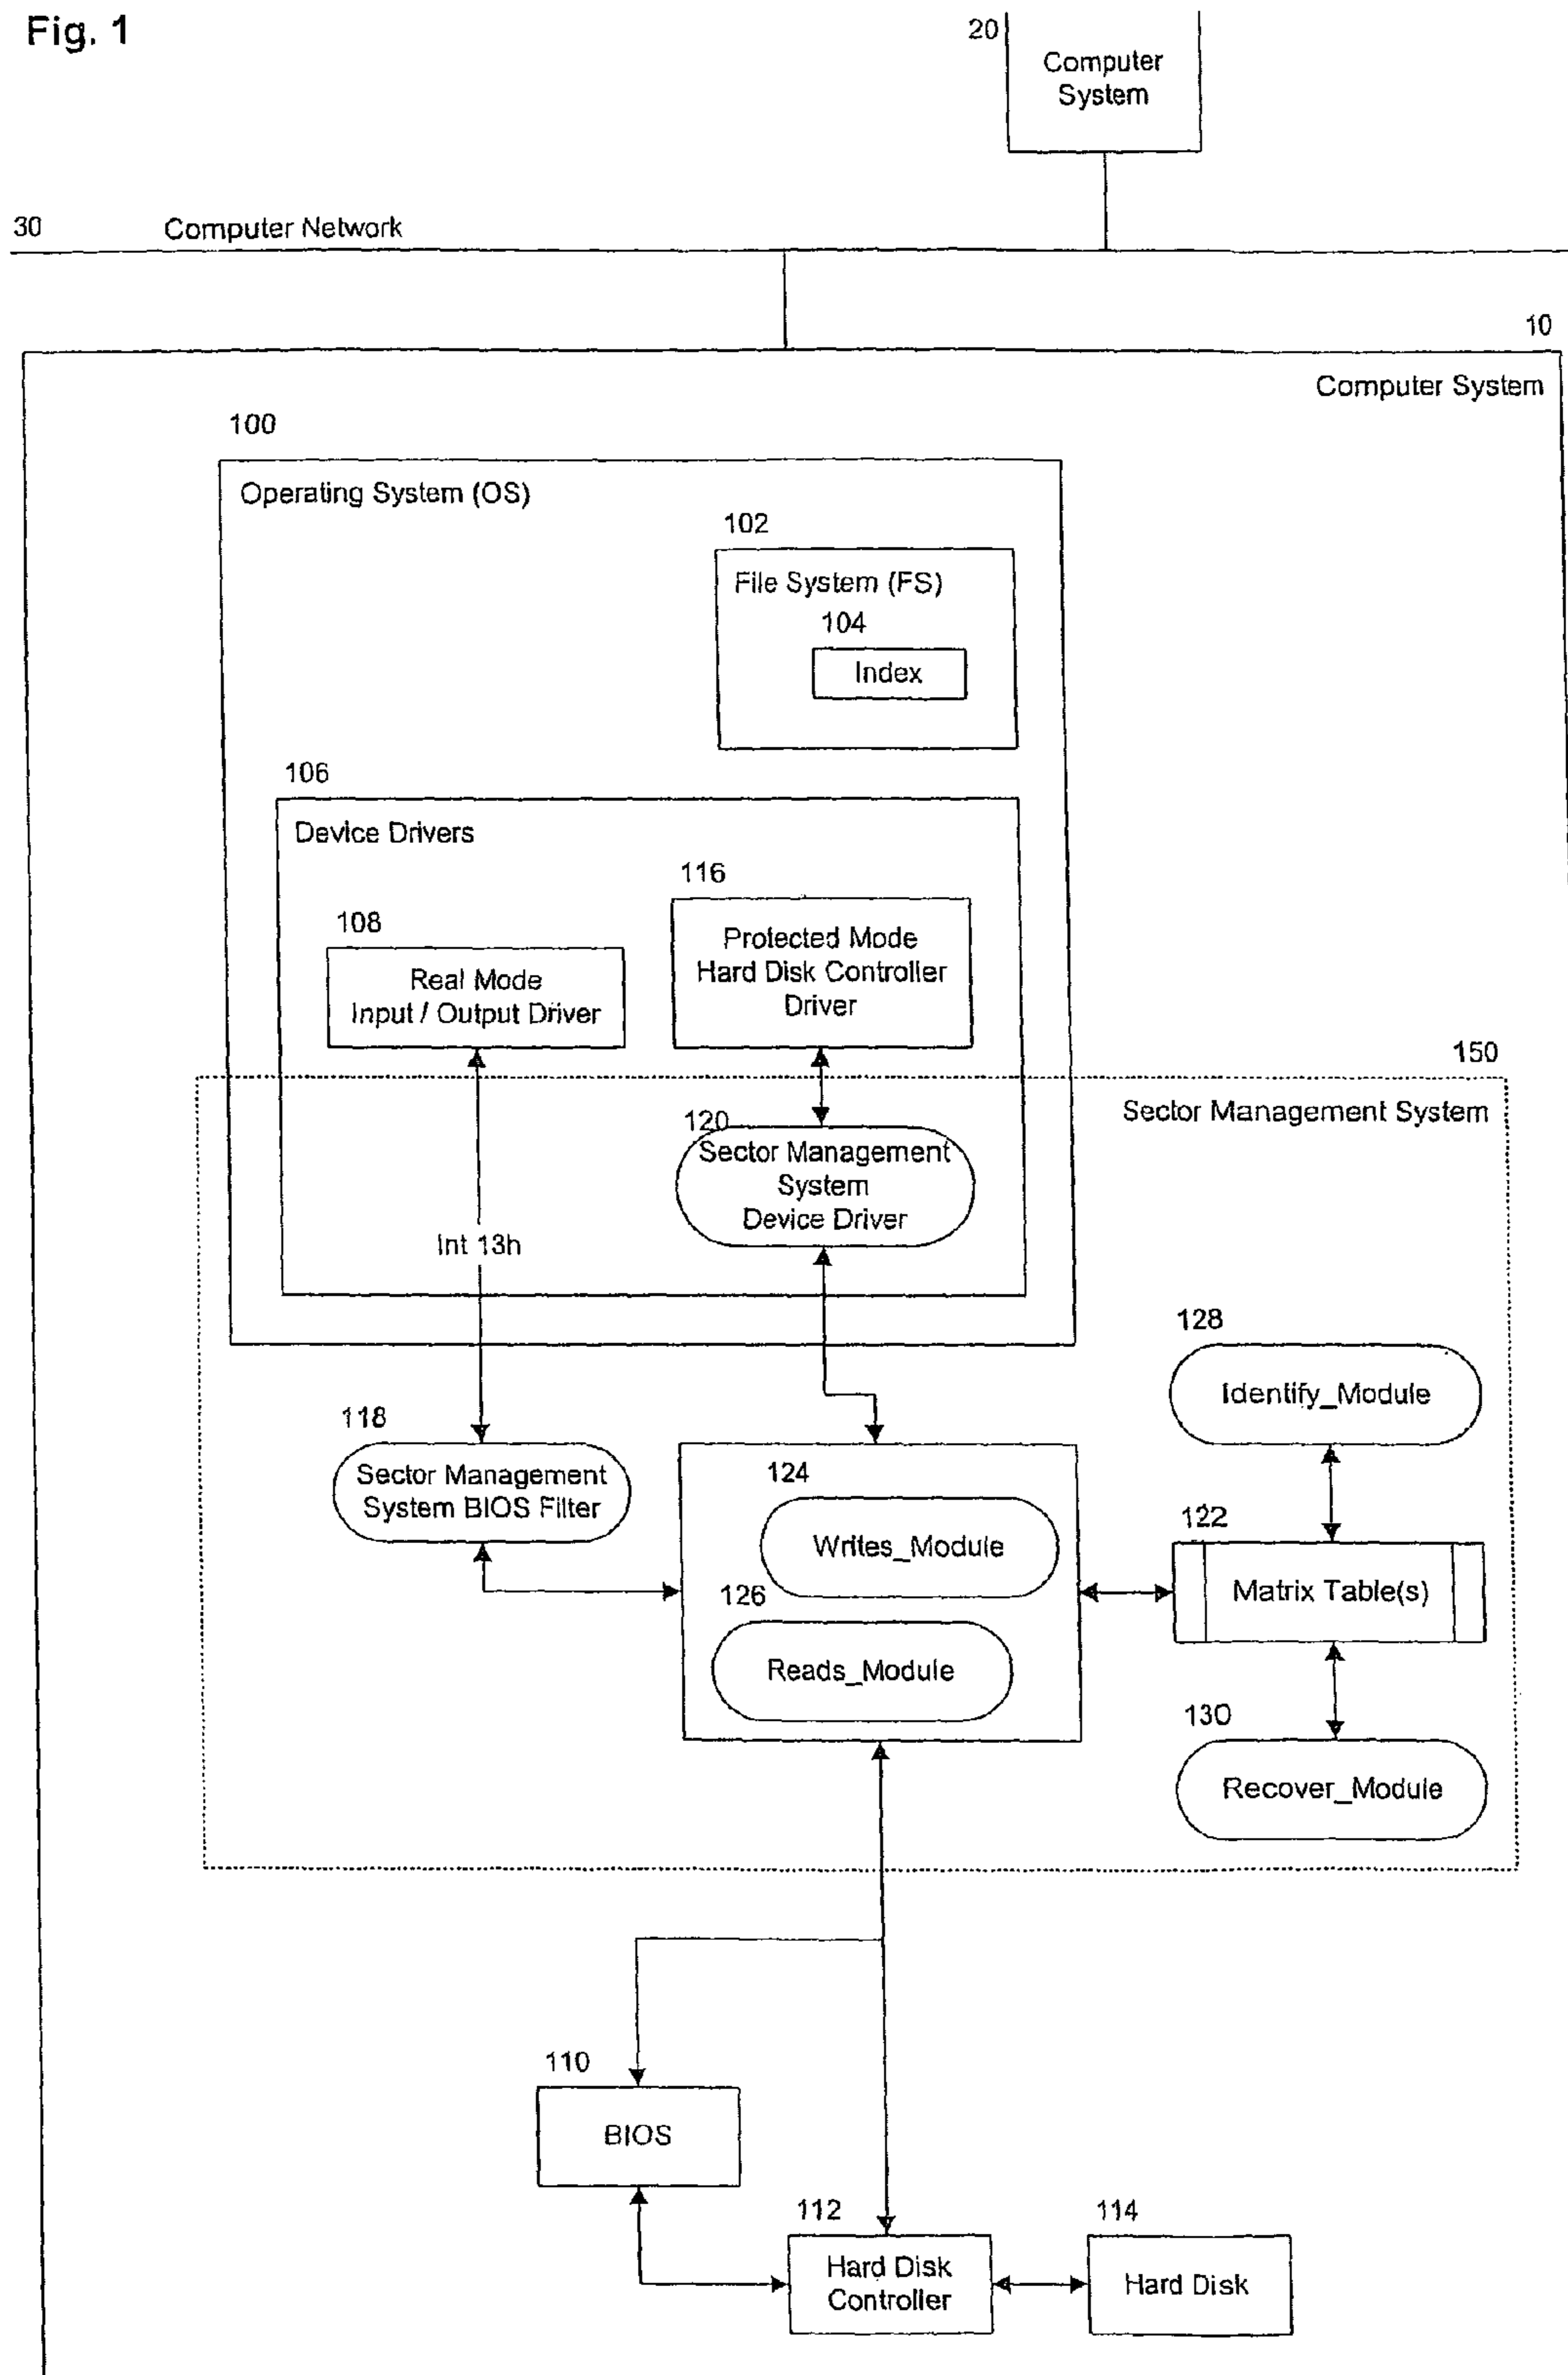 Fig. 1
20
Computer
System
30
Computer Network
10
Computer System
100
Operating System (OS)
102
File System (FS)
104
Index
106
Device Drivers
116
Protected Mode
Hard Disk Controller
Driver
108
Real Mode
Input / Output Driver
150
Sector Management System
120
Sector Management
System
Device Driver
Int 13h
128
Identify_Module
118
Sector Management
System BIOS Filter
124
Writes_Module
122
Matrix Table(s)
126
Reads_Module
130
Recover_Module
110
BIOS
112
Hard Disk
Controller
114
Hard Disk